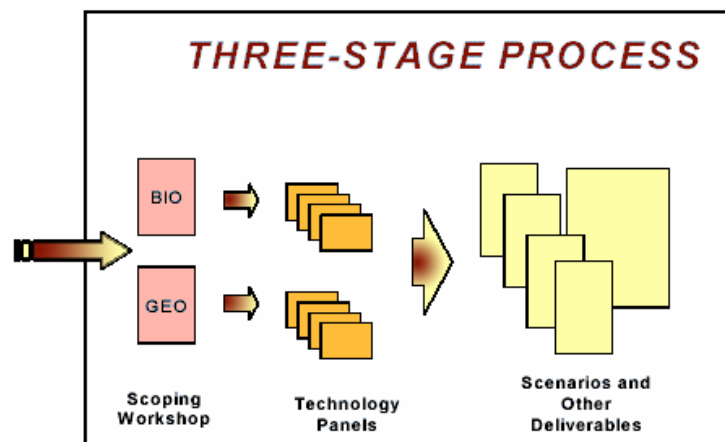 THREE-STAGE PROCESS
BIO
GEO
Scoping
Workshop
Technology
Panels
Scenarios and
Other
Deliverables